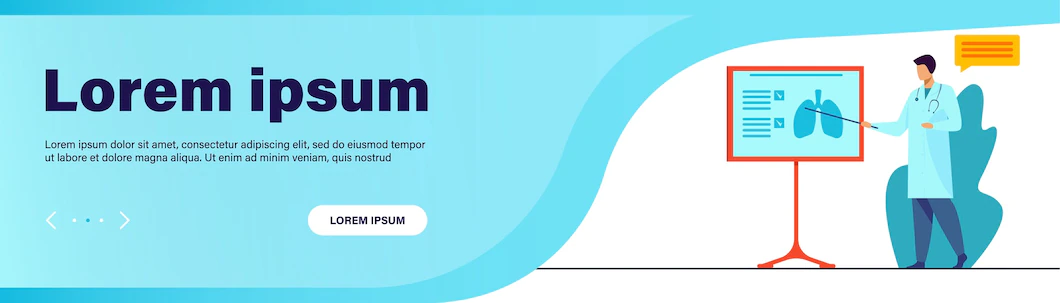 Lorem ipsum
Lorem ipsum dolor sit amet, consectetur adipiscing elit, sed do eiusmod tempor
ut labore et dolore magna aliqua. Ut enim ad minim veniam, quis nostrud
LOREM IPSUM